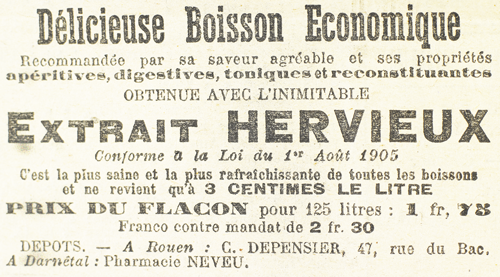 Délicieuse Boisson Economique
Recommandée par sa saveur agréable et ses propriétés
apéritives, digestives, toniques et reconstituantes
OBTENUE AVEC L'INIMITABLE
EXTRAIT HERVIEUX
Conforme à la Loi du 1er Août 1905
C'est la plus saine et la plus rafraîchissante de toutes les boissons
et ne revient qu'à 3 CENTIMES LE LITRE
PRIX DU FLACON pour 125 litres : 1 fr, 75
Franco contre mandat de 2 fr. 30
DEPOTS. — A Rouen : C. DEPENSIER, 47, rue du Bac.
A Darnétal : Pharmacie NEVEU.